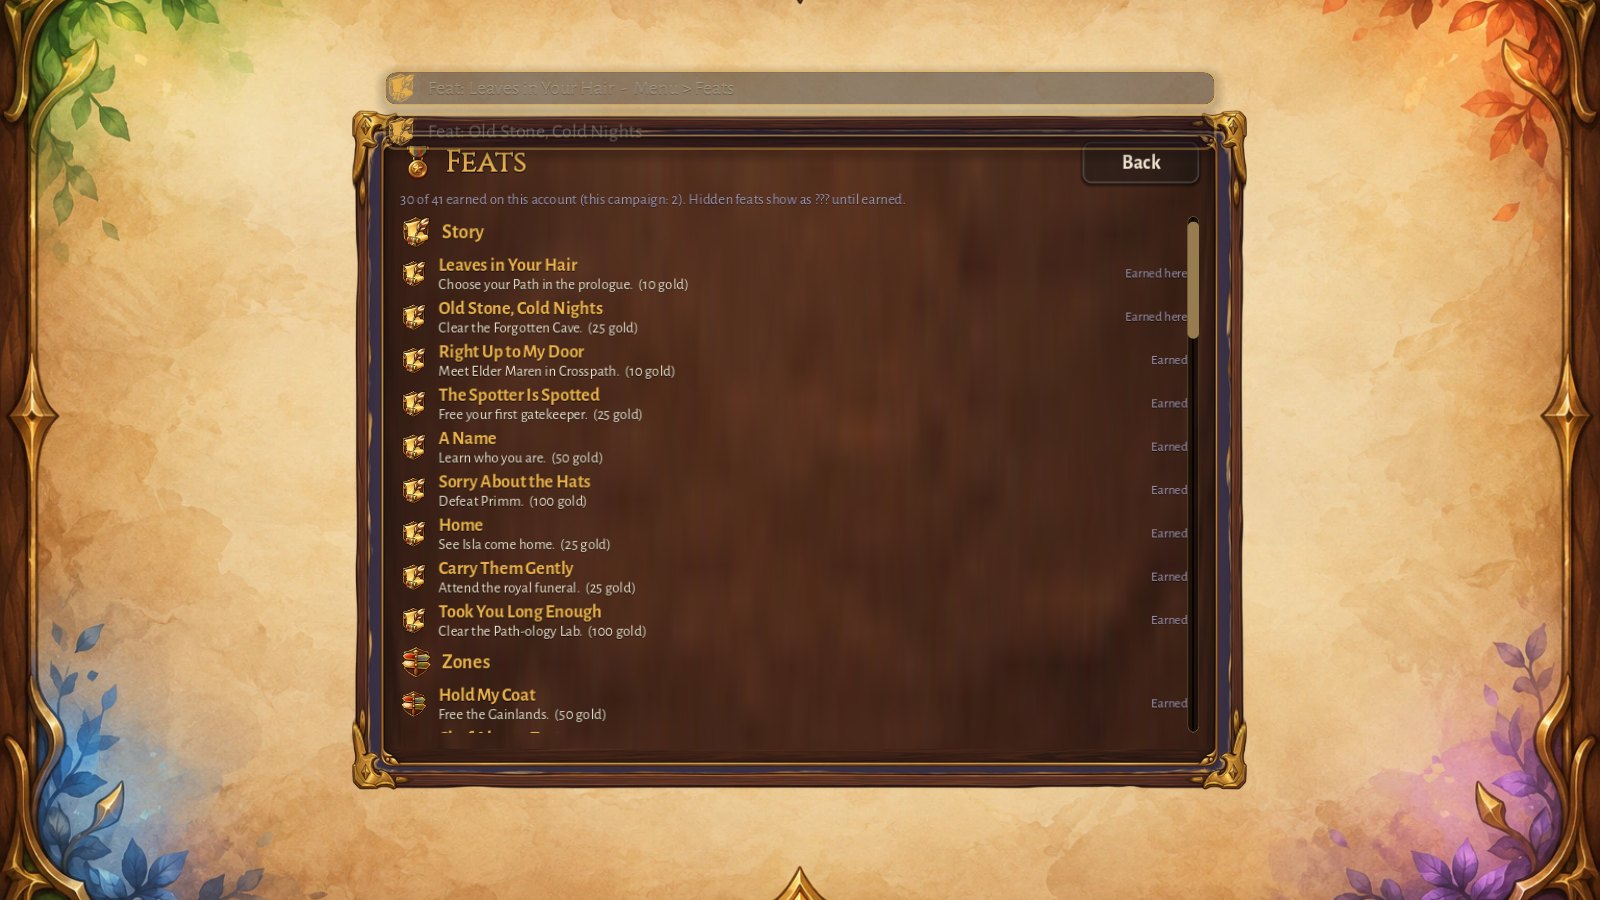 Feat: Leaves in Your Hair - Menu > Feats
Feat: Old Stone, Cold Nights
FEATS
Back
30 of 41 earned on this account (this campaign: 2). Hidden feats show as ??? until earned.
Story
Leaves in Your Hair
Choose your Path in the prologue. (10 gold)
Earned here
Old Stone, Cold Nights
Clear the Forgotten Cave. (25 gold)
Earned here
Right Up to My Door
Meet Elder Maren in Crosspath. (10 gold)
Earned
The Spotter Is Spotted
Free your first gatekeeper. (25 gold)
Earned
A Name
Learn who you are. (50 gold)
Earned
Sorry About the Hats
Defeat Primm. (100 gold)
Earned
Home
See Isla come home. (25 gold)
Earned
Carry Them Gently
Attend the royal funeral. (25 gold)
Earned
Took You Long Enough
Clear the Path-ology Lab. (100 gold)
Earned
Zones
Hold My Coat
Free the Gainlands. (50 gold)
Earned